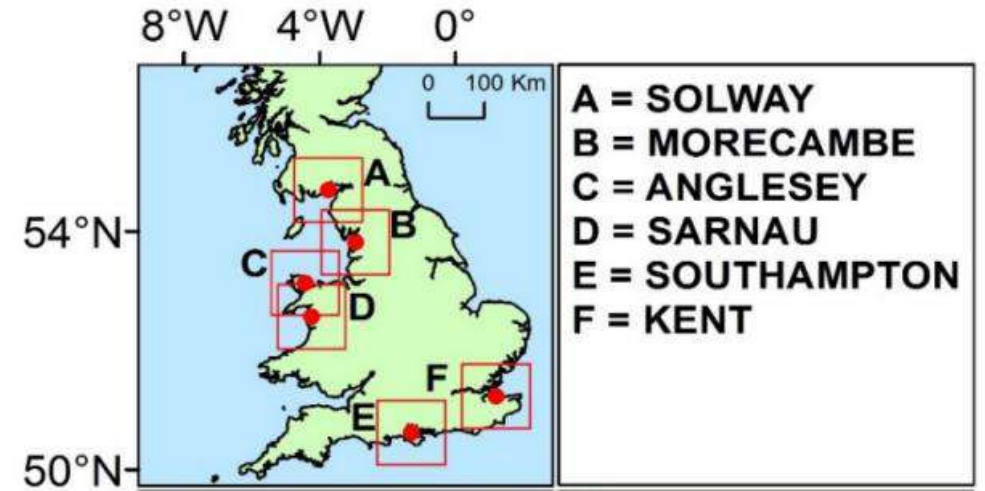 8°W 4°W 0°
0 100 Km
A = SOLWAY
B = MORECAMBE
C = ANGLESEY
D = SARNAU
E = SOUTHAMPTON
F = KENT
A
54°N
B
C
D
F
E
50°N